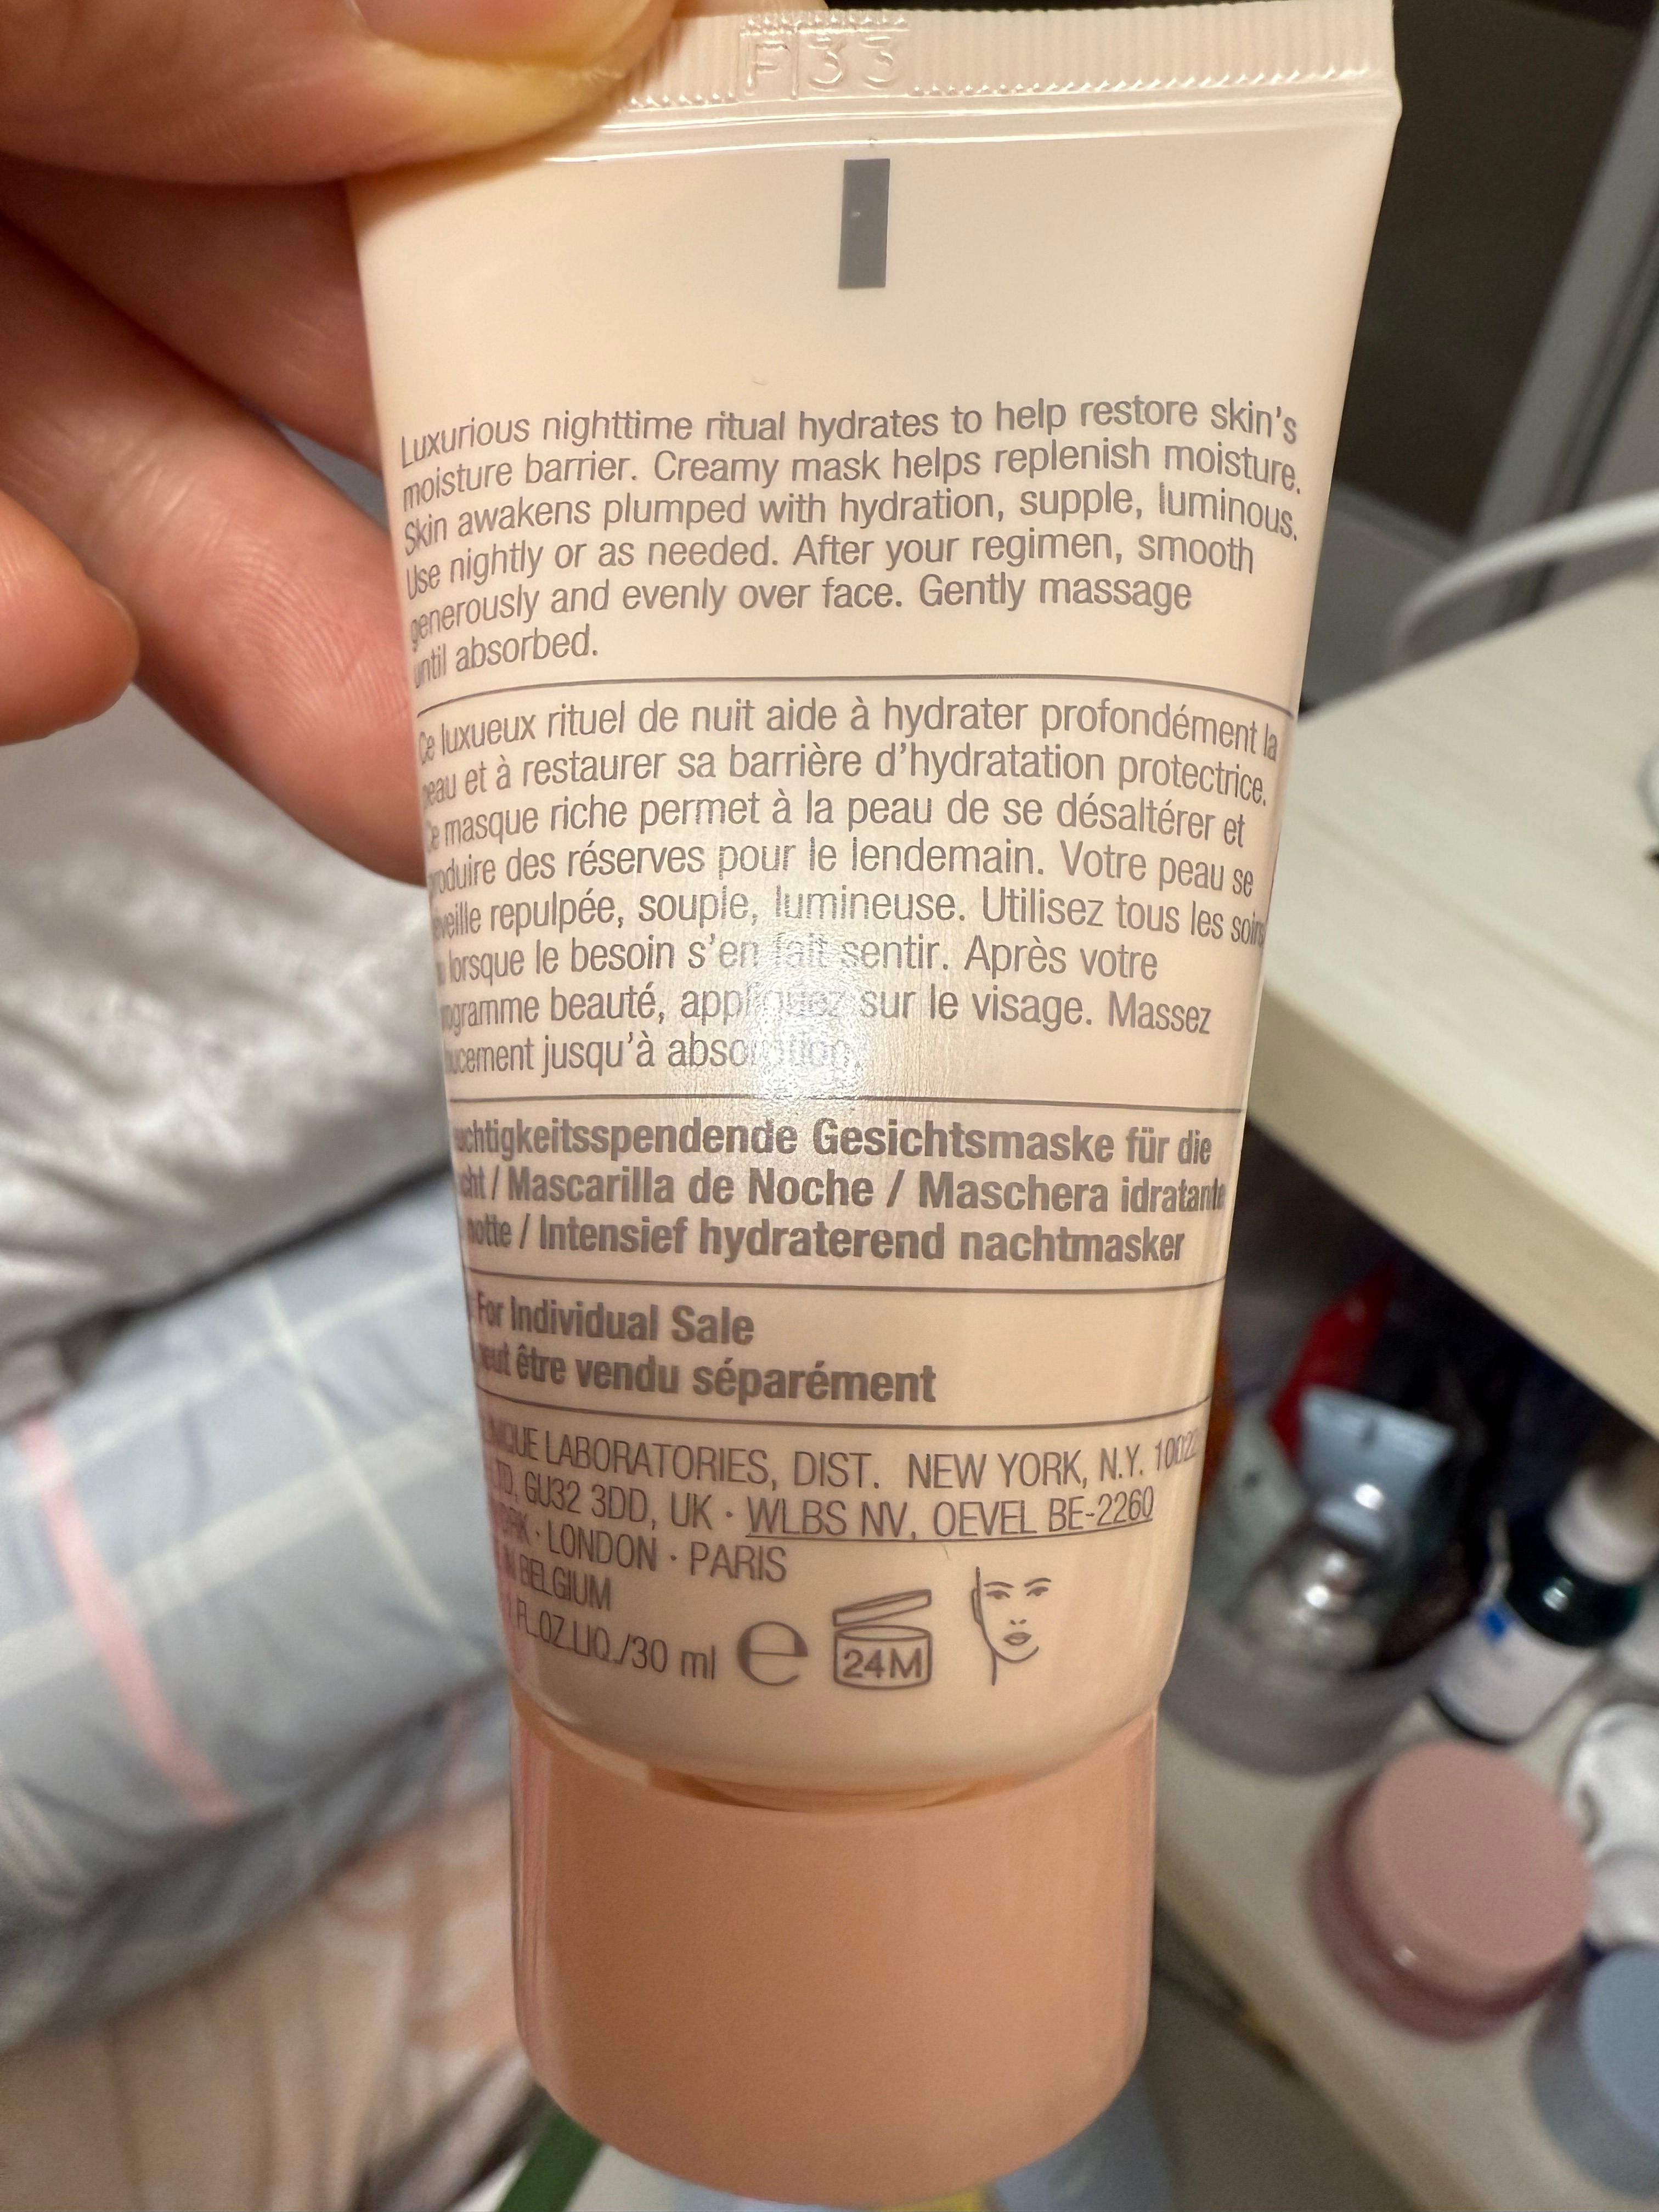 F33
Luxurious nighttime ritual hydrates to help restore skin's
moisture barrier. Creamy mask helps replenish moisture.
Skin awakens plumped with hydration, supple, luminous.
Use nightly or as needed. After your regimen, smooth
generously and evenly over face. Gently massage
until absorbed.
Ce luxueux rituel de nuit aide à hydrater profondément la
peau et à restaurer sa barrière d'hydratation protectrice.
Ce masque riche permet à la peau de se désaltérer et
des réserves pour le lendemain. Votre peau se
repulpée, souple, lumineuse. Utilisez tous les soirs
lorsque le besoin s'en fait sentir. Après votre
beauté, appliquez sur le visage. Massez
jusqu'à absorption.
Gesichtsmaske für die
/ Mascarilla de Noche / Maschera idratante
notte / Intensief hydraterend nachtmasker
For Individual Sale
peut être vendu séparément
LABORATORIES, DIST. NEW YORK, N.Y. 10022
LTD, GU32 3DD, UK · WLBS NV, OEVEL BE-2260
· LONDON · PARIS
IN BELGIUM
1 FL.OZ.LIQ./30 ml e 24M